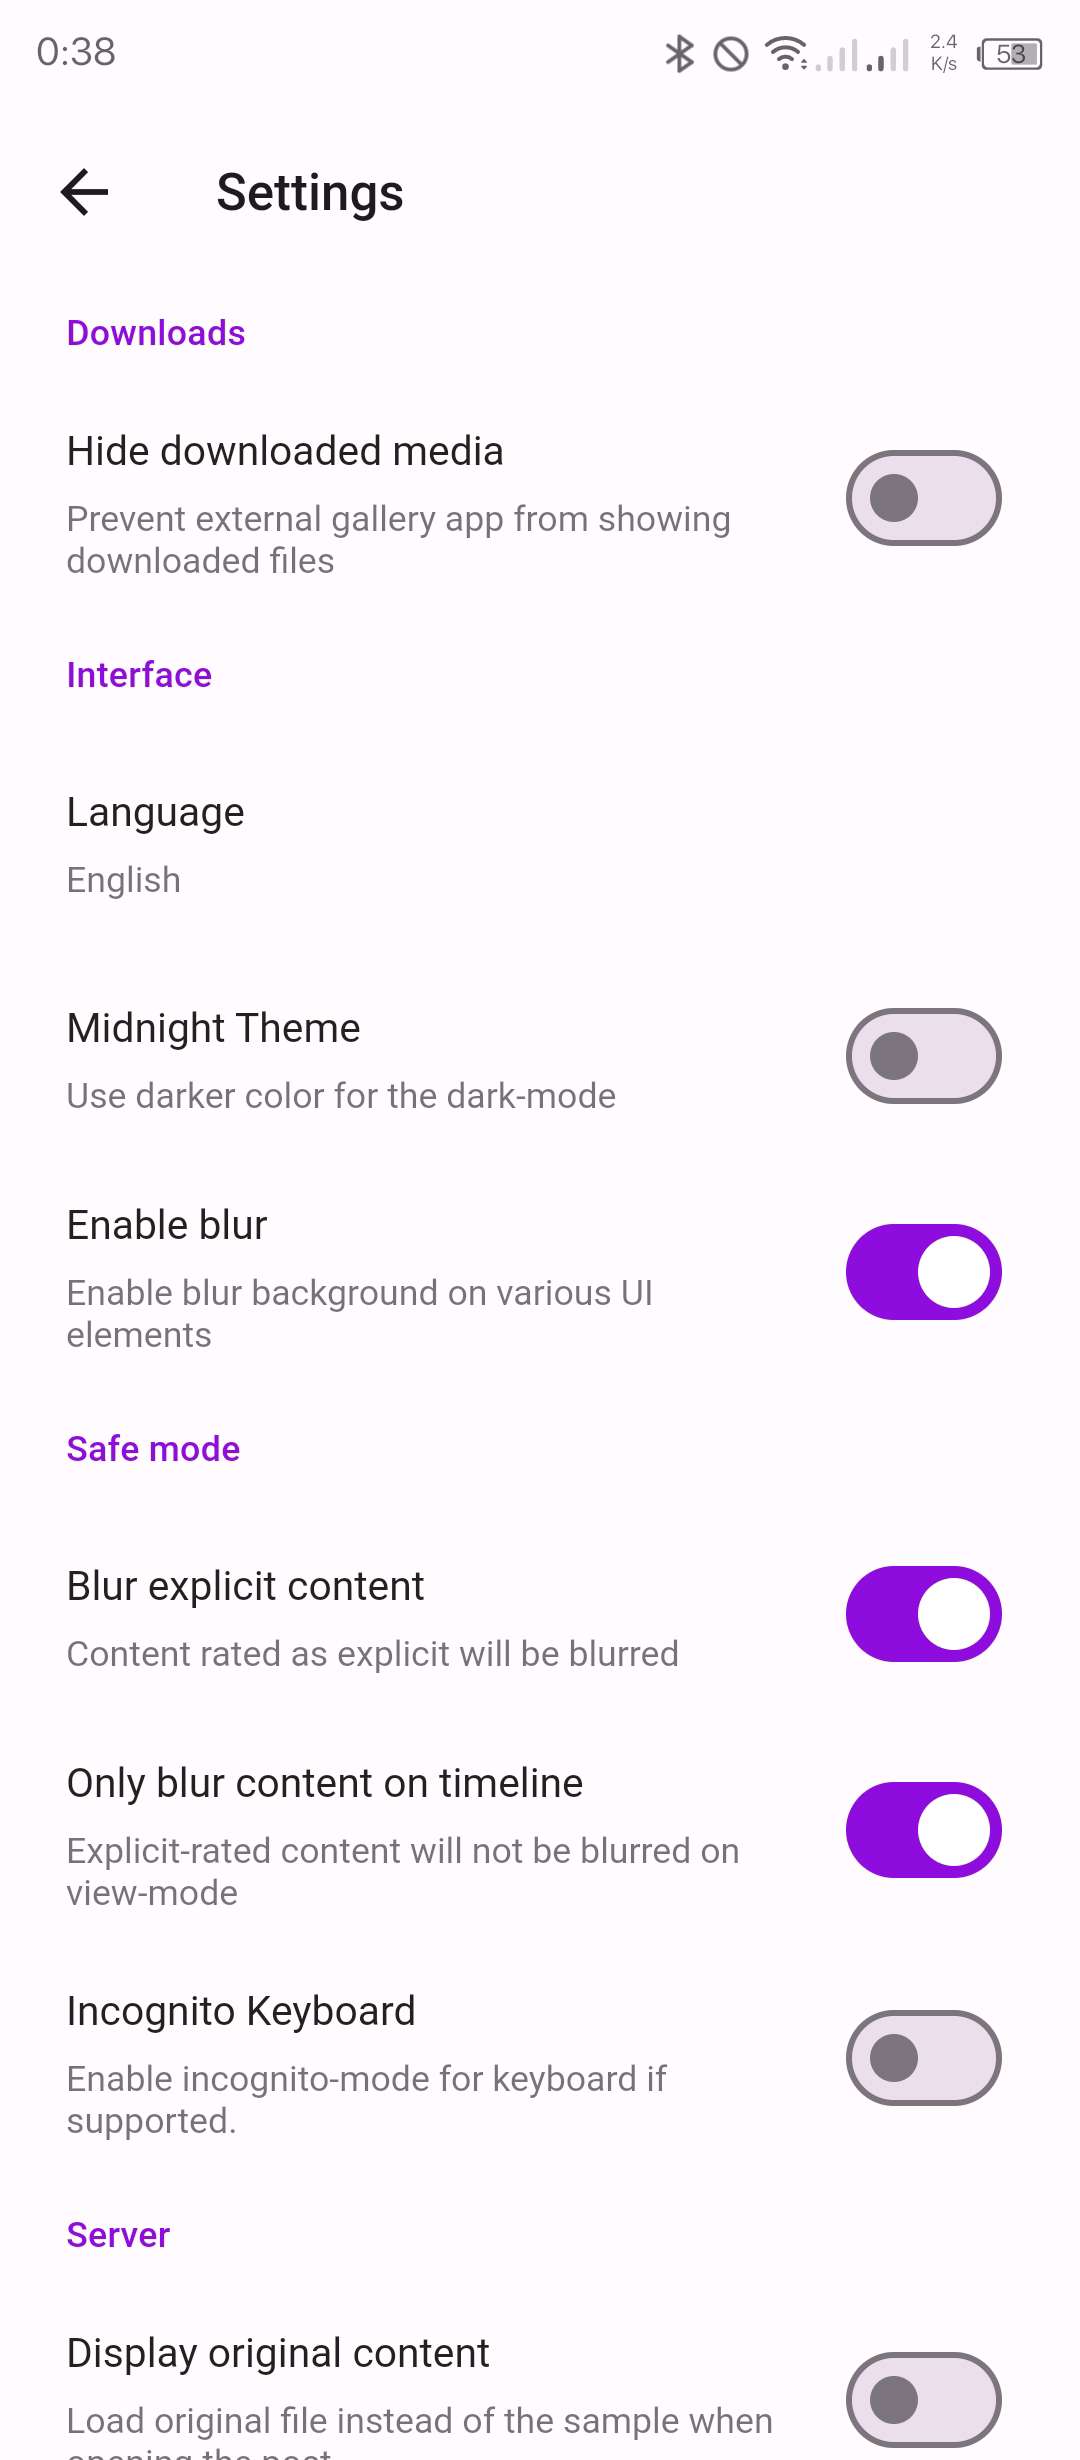 0:38
2.4
K/s
53
Settings
Downloads
Hide downloaded media
Prevent external gallery app from showing
downloaded files
Interface
Language
English
Midnight Theme
Use darker color for the dark-mode
Enable blur
Enable blur background on various UI
elements
Safe mode
Blur explicit content
Content rated as explicit will be blurred
Only blur content on timeline
Explicit-rated content will not be blurred on
view-mode
Incognito Keyboard
Enable incognito-mode for keyboard if
supported.
Server
Display original content
Load original file instead of the sample when
opening the post